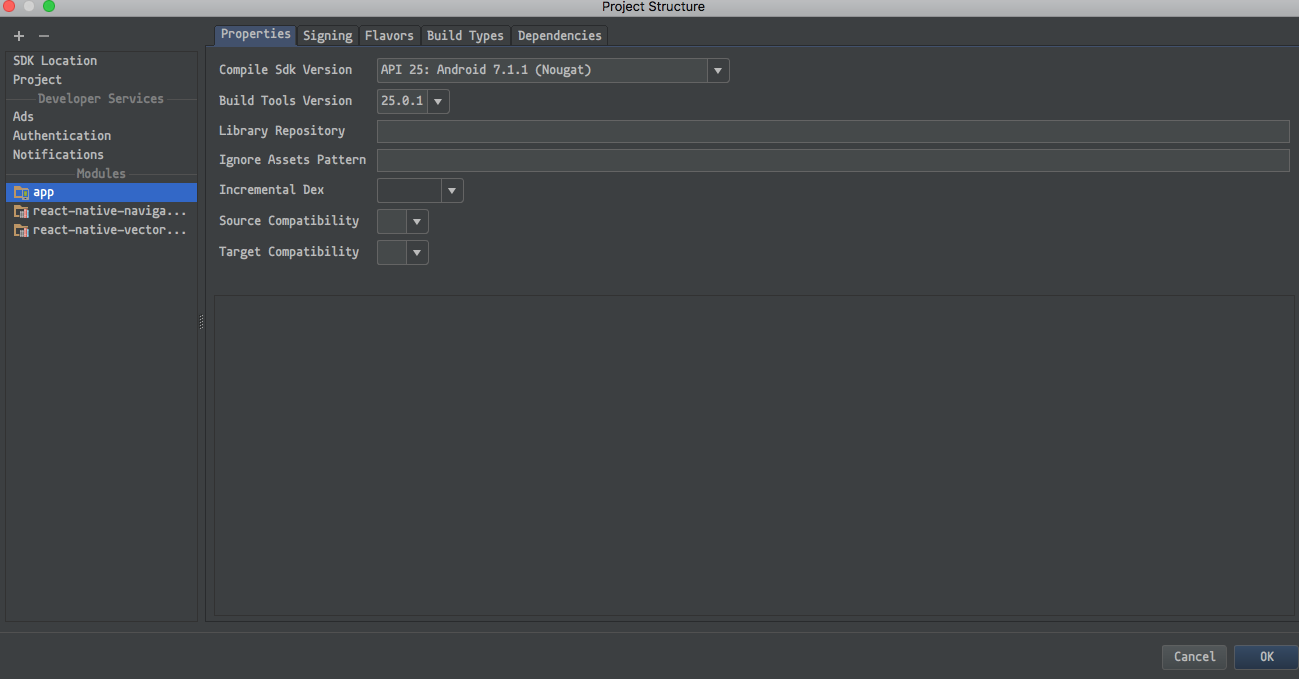 Project Structure
SDK Location
Project
Developer Services
Ads
Authentication
Notifications
Modules
app
react-native-naviga...
react-native-vector...
Properties Signing Flavors Build Types Dependencies
Compile Sdk Version API 25: Android 7.1.1 (Nougat)
Build Tools Version 25.0.1
Library Repository
Ignore Assets Pattern
Incremental Dex
Source Compatibility
Target Compatibility
Cancel OK